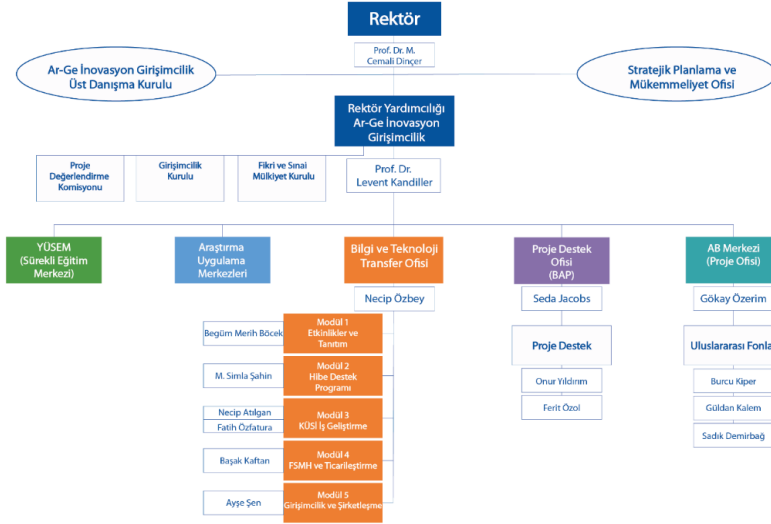 Rektör
Prof. Dr. M.
Cemali Dinçer
Ar-Ge İnovasyon Girişimcilik
Üst Danışma Kurulu
Stratejik Planlama ve
Mükemmeliyet Ofisi
Rektör Yardımcılığı
Ar-Ge İnovasyon
Girişimcilik
Proje
Değerlendirme
Komisyonu
Girişimcilik
Kurulu
Fikri ve Sınai
Mülkiyet Kurulu
Prof. Dr.
Levent Kandiller
YÜSEM
(Sürekli Eğitim
Merkezi)
Araştırma
Uygulama
Merkezleri
Bilgi ve Teknoloji
Transfer Ofisi
Proje Destek
Ofisi
(BAP)
AB Merkezi
(Proje Ofisi)
Necip Özbey
Seda Jacobs
Gökay Özerim
Begüm Merih Böcek
Modül 1
Etkinlikler ve
Tanıtım
M. Simla Şahin
Modül 2
Hibe Destek
Programı
Necip Atılgan
Fatih Özfatura
Modül 3
KÜSİ İş Geliştirme
Başak Kaftan
Modül 4
FSMH ve Ticarileştirme
Ayşe Şen
Modül 5
Girişimcilik ve Şirketleşme
Proje Destek
Onur Yıldırım
Ferit Özol
Uluslararası Fonla
Burcu Kiper
Güldan Kalem
Sadık Demirbağ